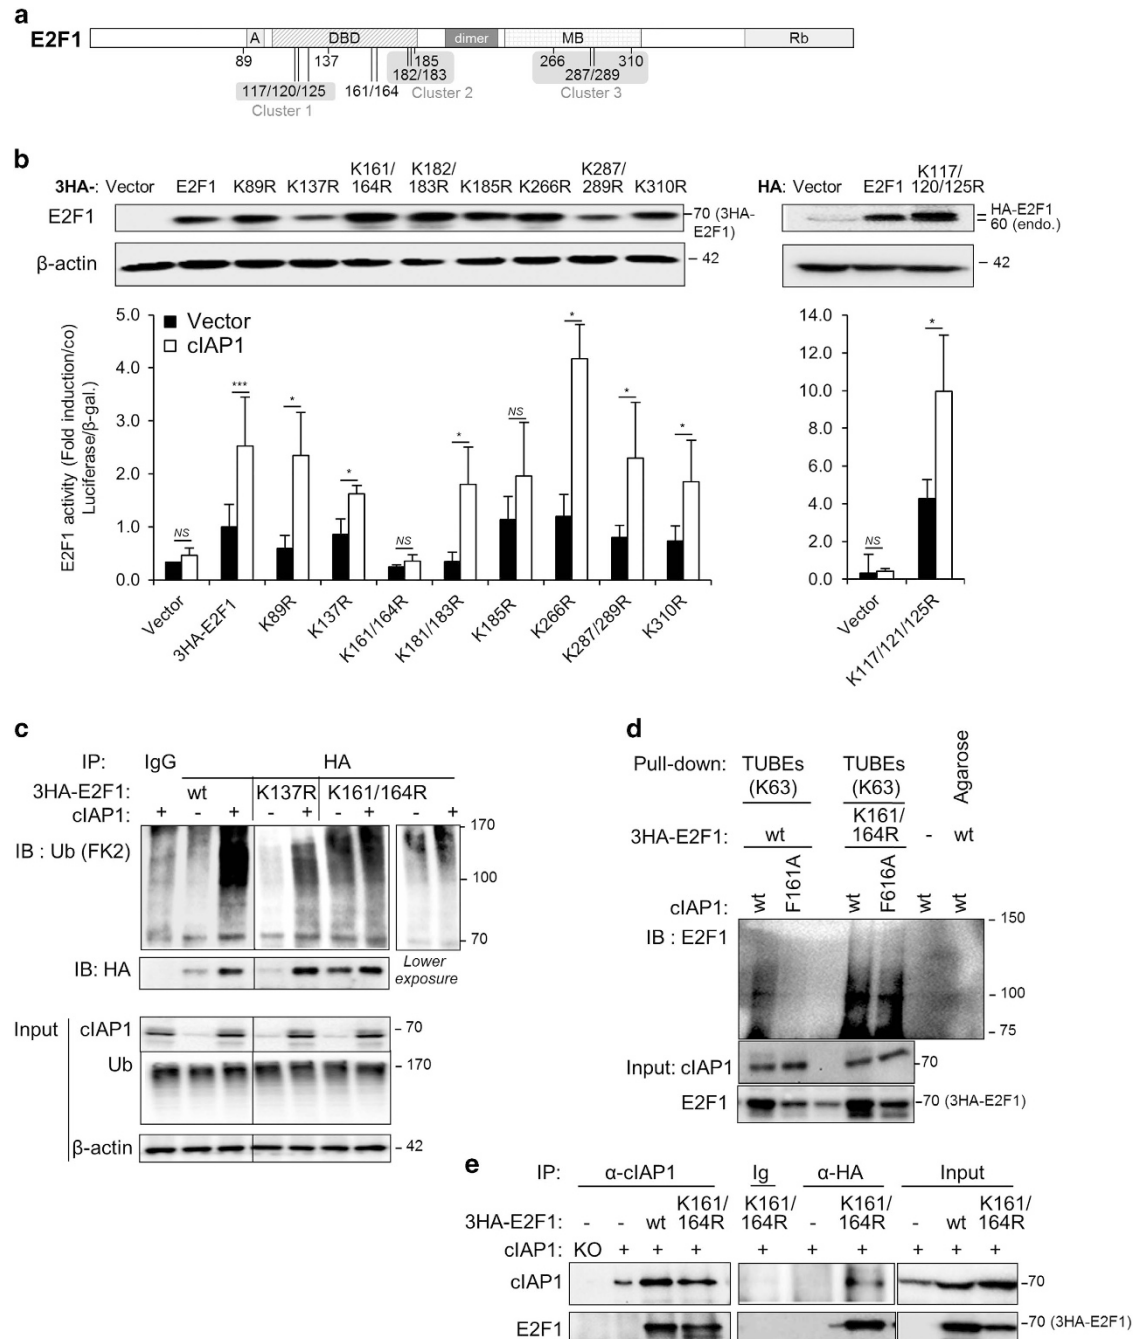 a
E2F1
A
DBD
dimer
MB
Rb
89
137
185
266
310
182/183
287/289
117/120/125
161/164
Cluster 2
Cluster 3
Cluster 1
b
3HA-: Vector E2F1 K89R K137R K161/164R K182/183R K185R K266R K287/289R K310R
E2F1
70 (3HA-E2F1)
β-actin
42
HA: Vector E2F1 K117/120/125R
HA-E2F1
60 (endo.)
42
E2F1 activity (Fold induction/co)
Luciferase/β-gal.)
5.0
4.0
3.0
2.0
1.0
0.0
Vector
cIAP1
NS
***
*
*
NS
*
NS
*
*
*
Vector
3HA-E2F1
K89R
K137R
K161/164R
K181/183R
K185R
K266R
K287/289R
K310R
14.0
12.0
10.0
8.0
6.0
4.0
2.0
0.0
NS
*
Vector
K117/121/125R
c
IP: IgG HA
3HA-E2F1: wt K137R K161/164R
cIAP1: + - + - + - + - +
IB : Ub (FK2)
170
100
70
IB: HA
Lower
exposure
Input
cIAP1
- 70
Ub
- 170
β-actin
- 42
d
Pull-down: TUBEs (K63) TUBEs (K63) Agarose
3HA-E2F1: wt K161/164R - wt
cIAP1: wt F161A wt F616A wt wt
IB : E2F1
- 150
- 100
- 75
Input: cIAP1
-70
E2F1
-70 (3HA-E2F1)
e
IP: α-cIAP1 Ig α-HA Input
3HA-E2F1: - - wt K161/164R K161/164R - K161/164R - wt K161/164R
cIAP1: KO + + + + + + + + +
cIAP1
-70
E2F1
-70 (3HA-E2F1)